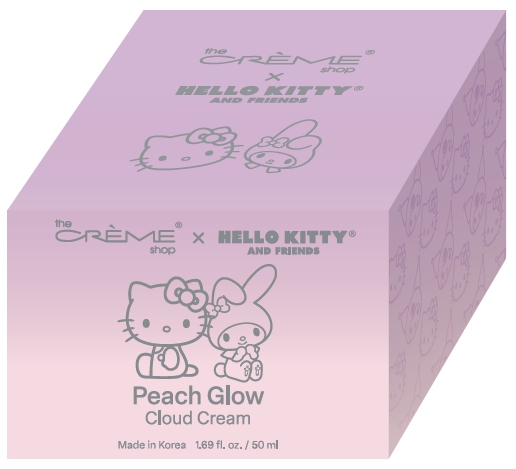 the
CRÈME®
shop
×
HELLO KITTY®
AND FRIENDS
the
CRÈME®
shop
× HELLO KITTY®
AND FRIENDS
Peach Glow
Cloud Cream
Made in Korea 1.69 fl. oz. / 50 ml